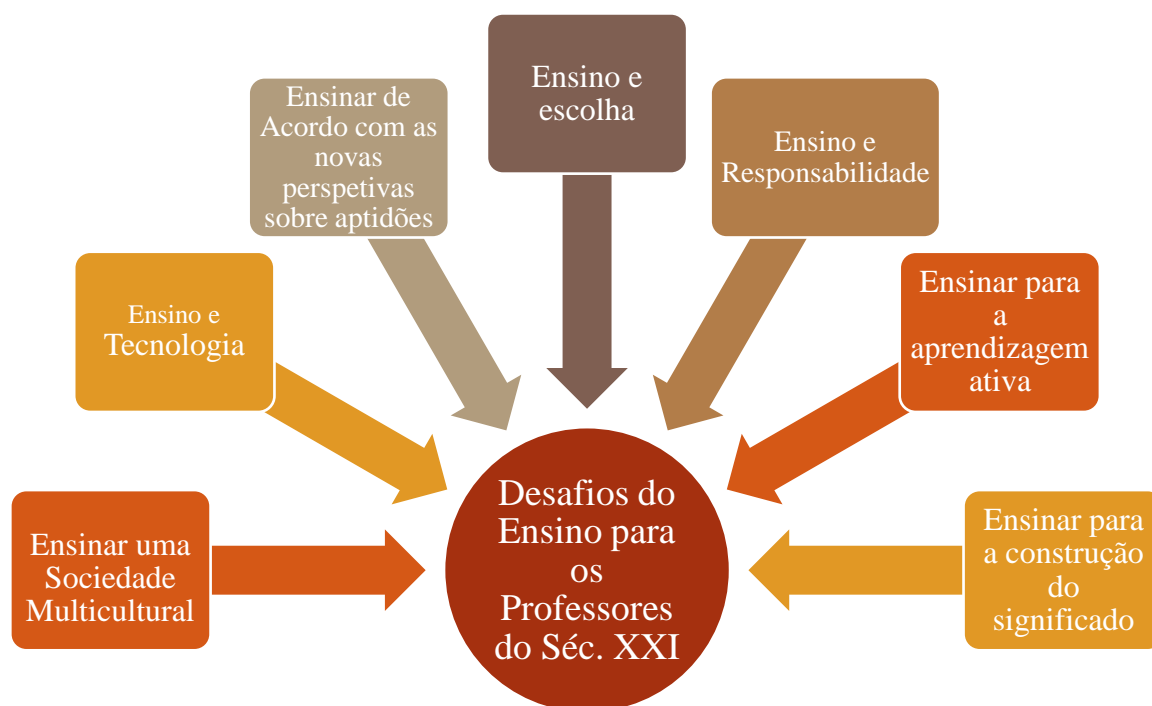 Ensino e
escolha
Ensinar de
Acordo com as
novas
perspetivas
sobre aptidões
Ensino e
Responsabilidade
Ensino e
Tecnologia
Ensinar para
a
aprendizagem
ativa
Ensinar uma
Sociedade
Multicultural
Desafios do
Ensino para
os
Professores
do Séc. XXI
Ensinar para
a construção
do
significado